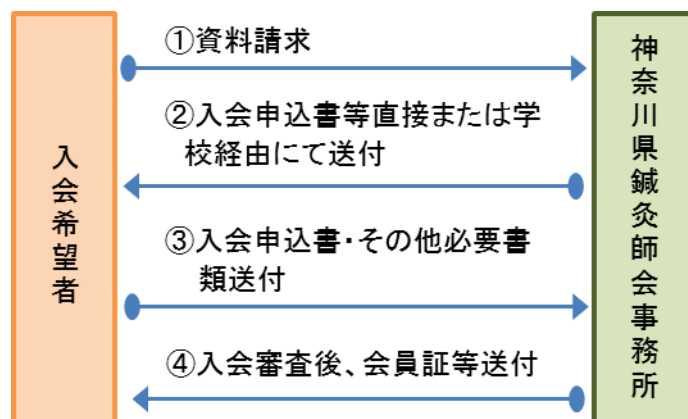 ①資料請求
②入会申込書等直接または学
校経由にて送付
③入会申込書・その他必要書
類送付
④入会審査後、会員証等送付
入会希望者
神奈川県鍼灸師会事務所